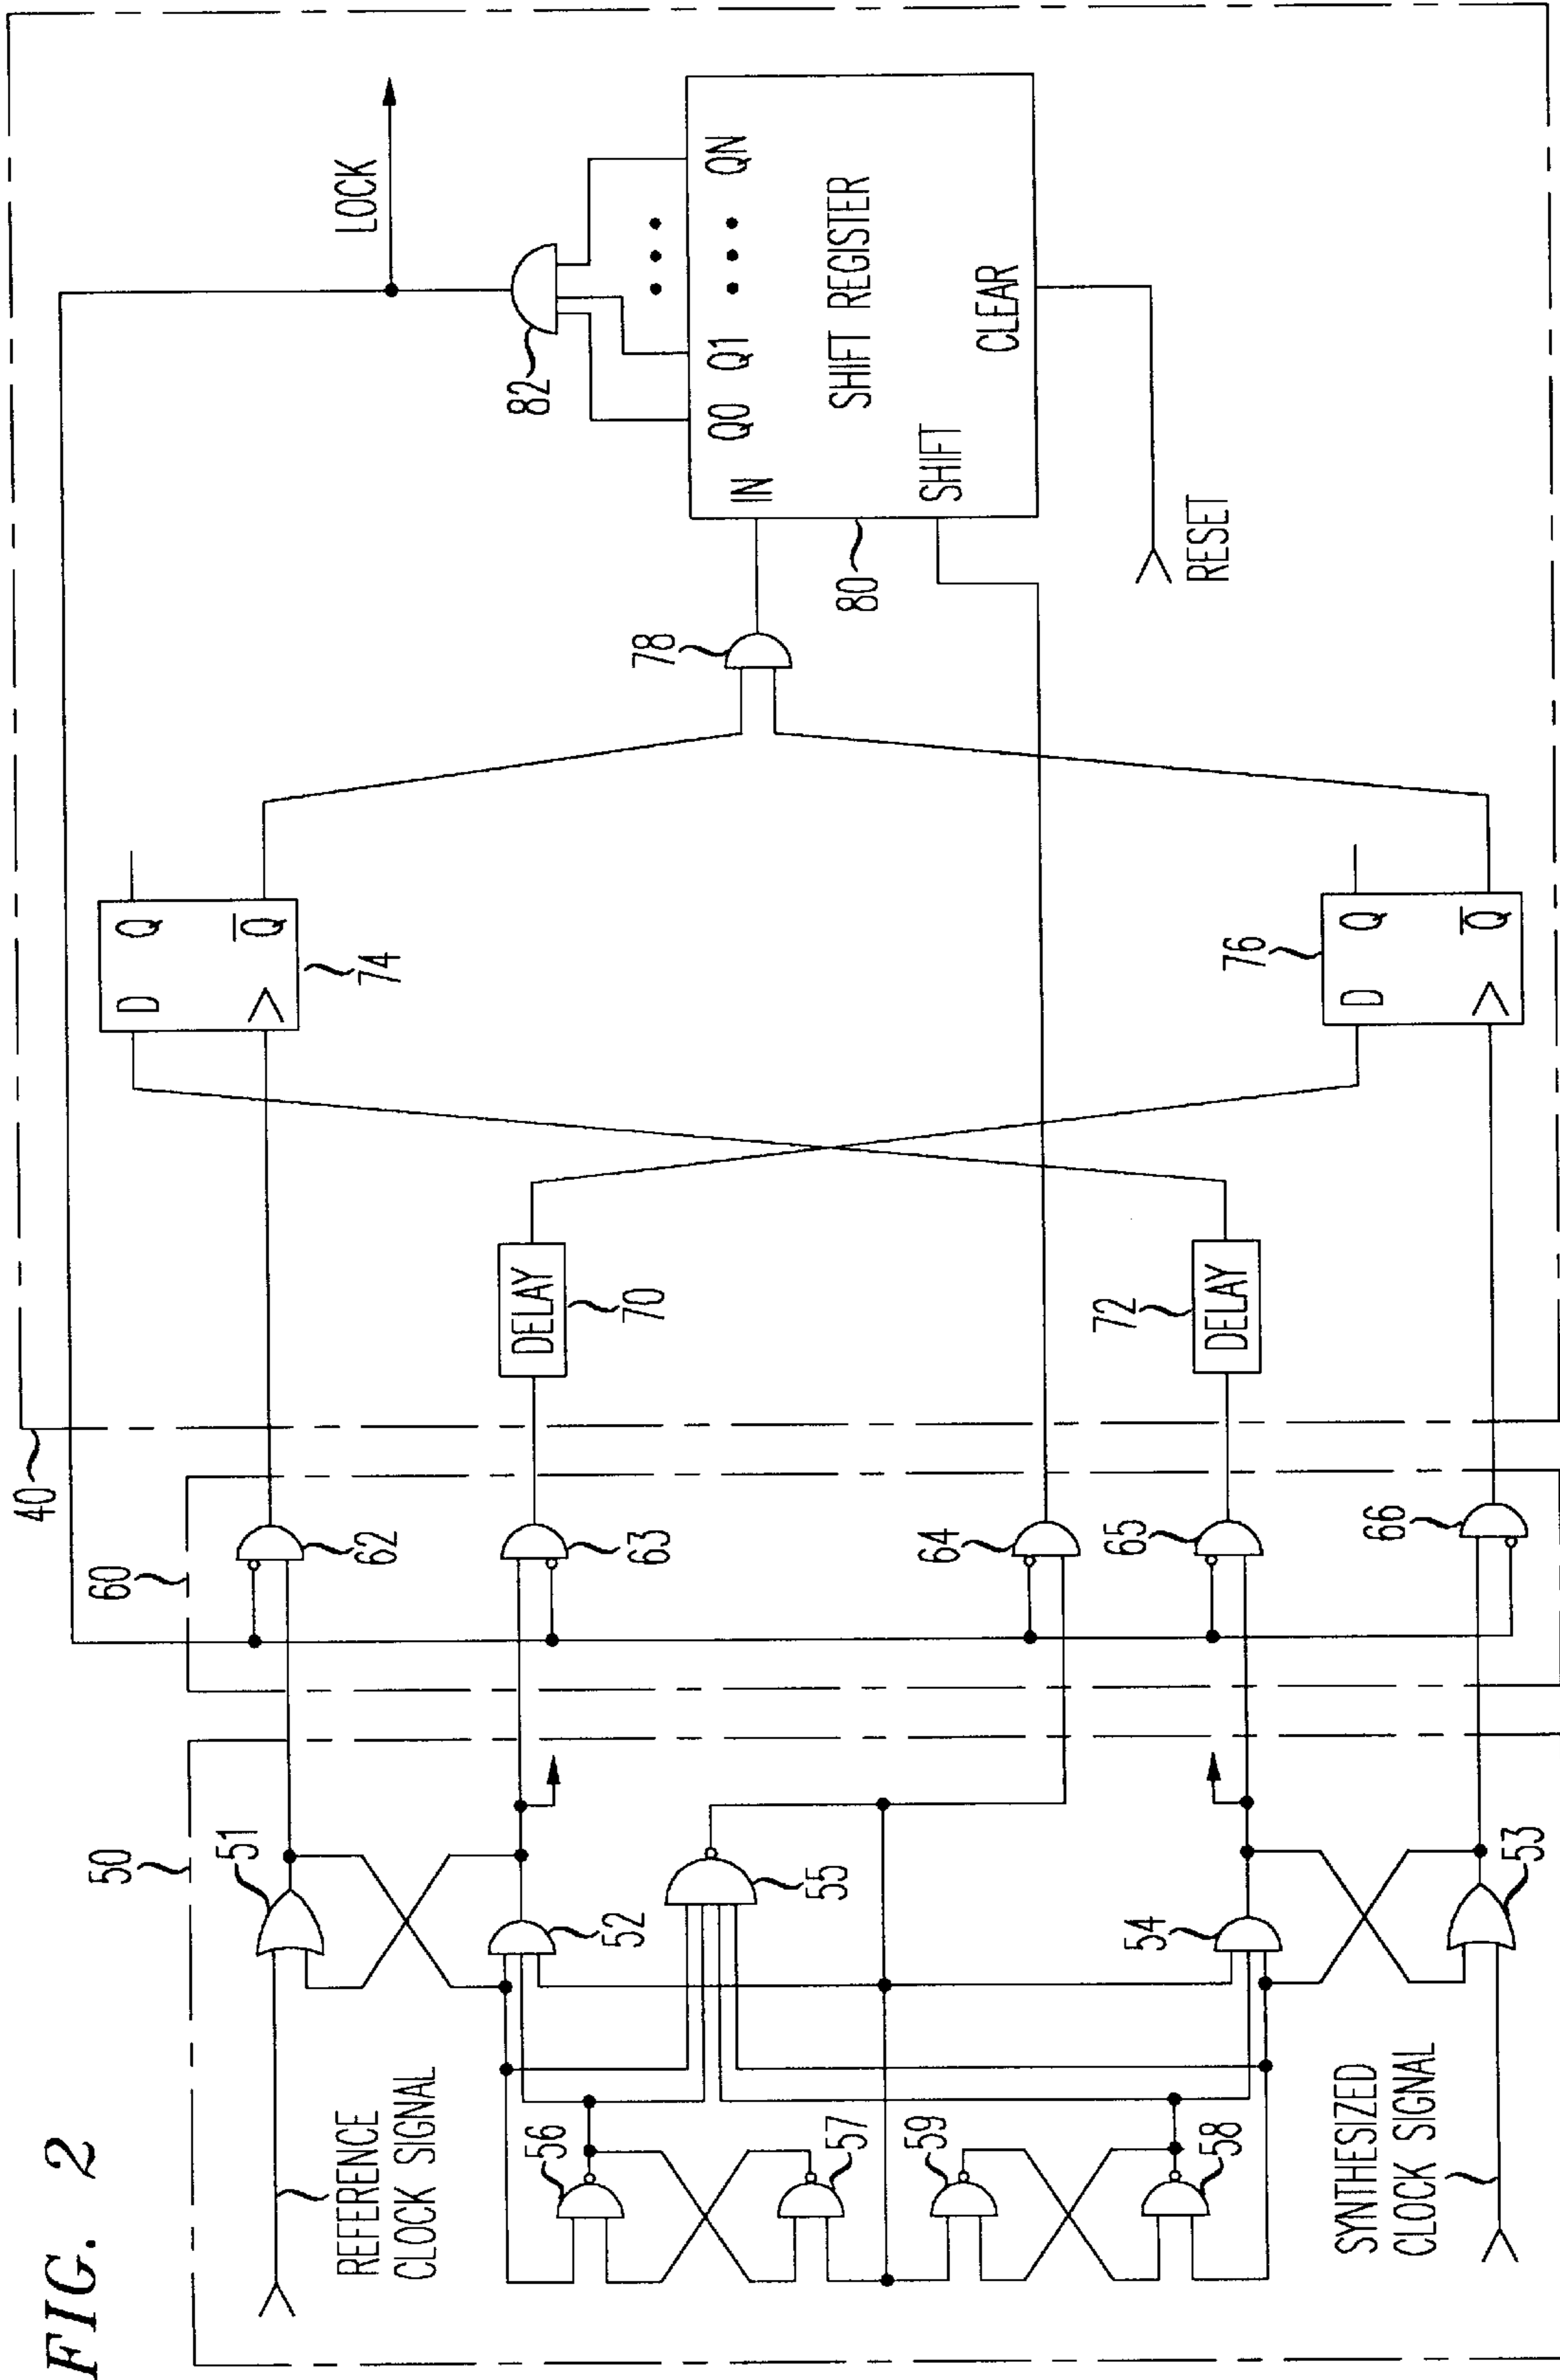 FIG. 2
40
LOCK
82
Q0 Q1 QN
IN
SHIFT REGISTER
SHIFT
CLEAR
80
RESET
78
D Q
Q
74
76
D Q
Q
DELAY
70
72
DELAY
60
62
63
64
65
66
50
51
52
55
54
53
REFERENCE
CLOCK SIGNAL
56
57
59
58
SYNTHESIZED
CLOCK SIGNAL